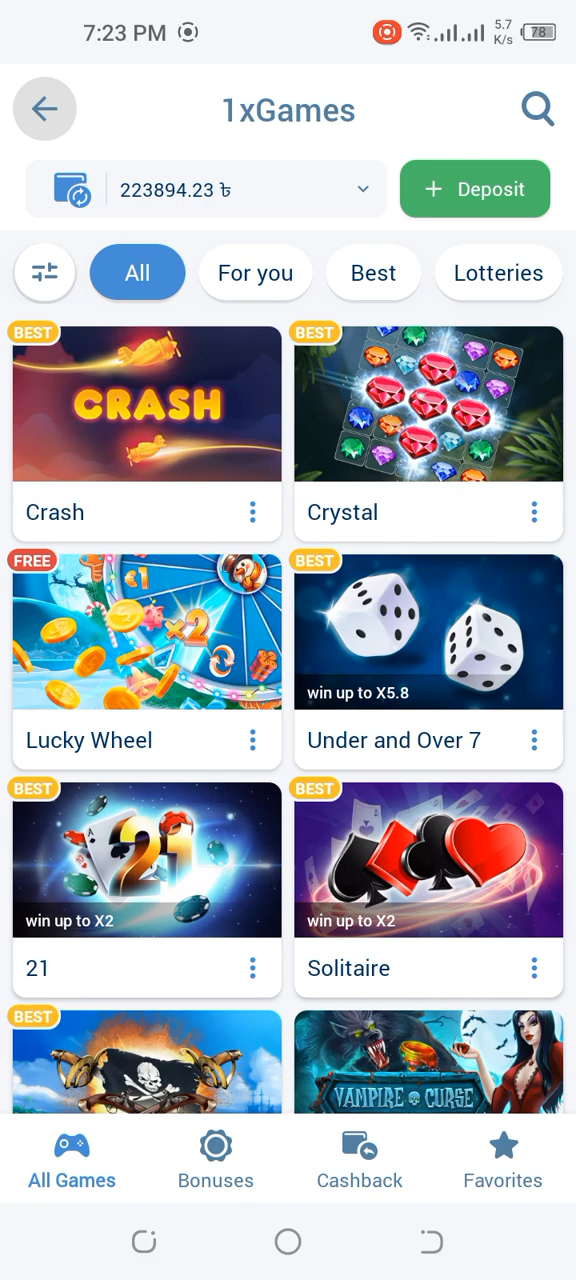 7:23 PM
5.7
K/s
78
1xGames
223894.23 ৳
+ Deposit
All
For you
Best
Lotteries
BEST
BEST
CRASH
Crash
Crystal
FREE
BEST
x2
win up to X5.8
Lucky Wheel
Under and Over 7
BEST
BEST
A
21
win up to X2
win up to X2
21
Solitaire
BEST
VAMPIRE CURSE
All Games
Bonuses
Cashback
Favorites